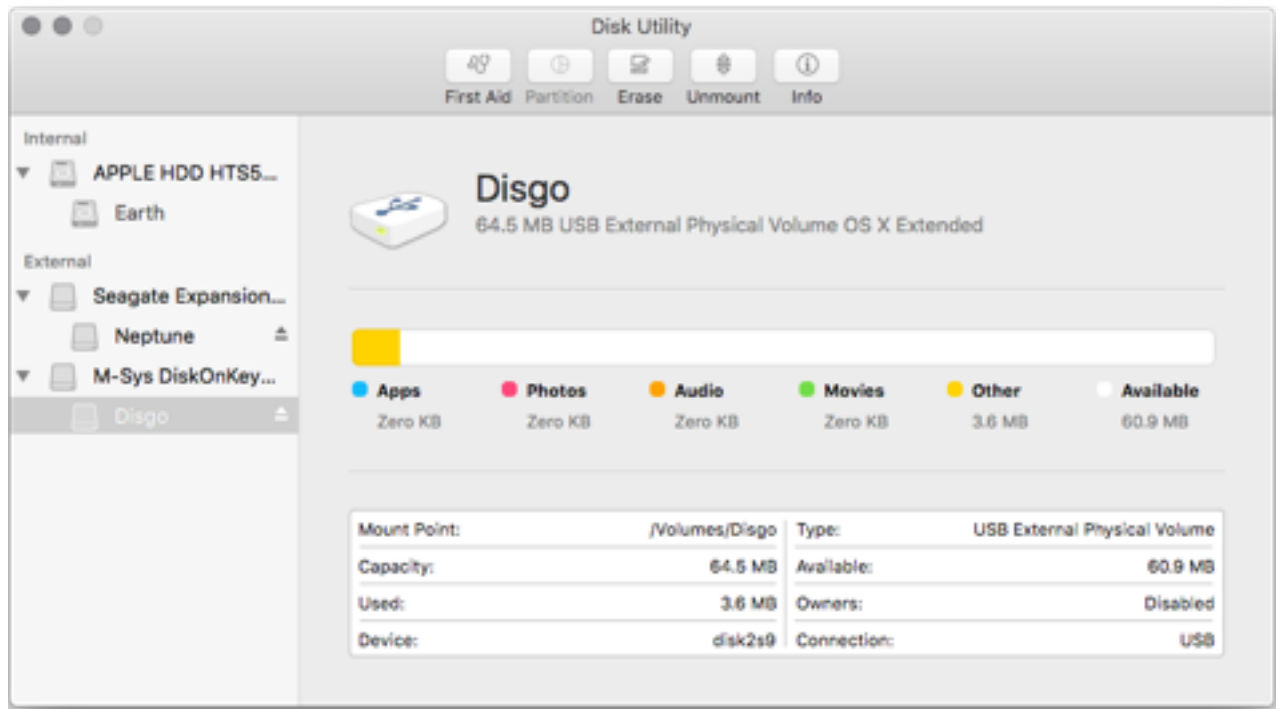 Disk Utility
First Aid Partition Erase Unmount Info
Internal
APPLE HDD HTS5...
Earth
External
Seagate Expansion...
Neptune
M-Sys DiskOnKey...
Disgo
Disgo
64.5 MB USB External Physical Volume OS X Extended
Apps Photos Audio Movies Other Available
Zero KB Zero KB Zero KB Zero KB 3.6 MB 60.9 MB
Mount Point: /Volumes/Disgo Type: USB External Physical Volume
Capacity: 64.5 MB Available: 60.9 MB
Used: 3.6 MB Owners: Disabled
Device: disk2s9 Connection: USB